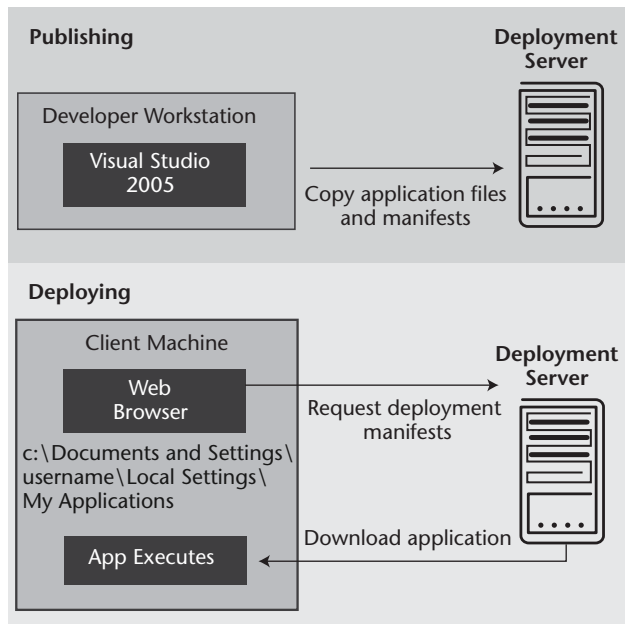 Publishing
Deployment
Server
Developer Workstation
Visual Studio
2005
Copy application files
and manifests
Deploying
Client Machine
Web
Browser
Deployment
Server
Request deployment
manifests
c:\Documents and Settings\
username\Local Settings\
My Applications
Download application
App Executes